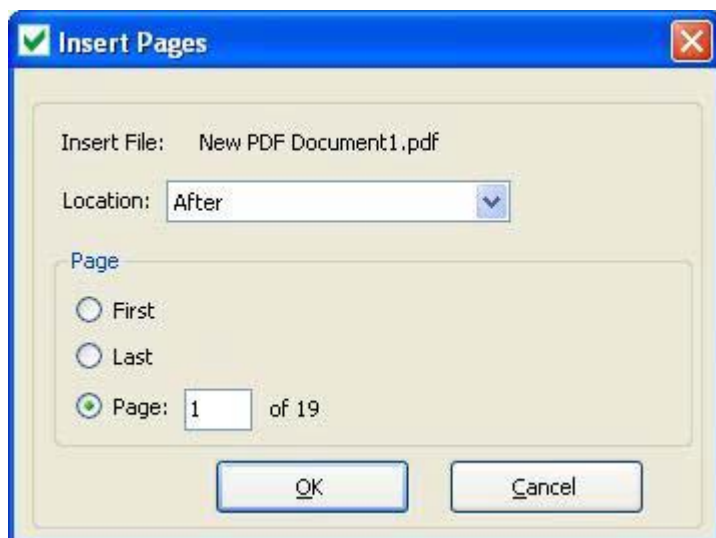 Insert Pages
Insert File: New PDF Document1.pdf
Location: After
Page
First
Last
Page: 1 of 19
OK Cancel